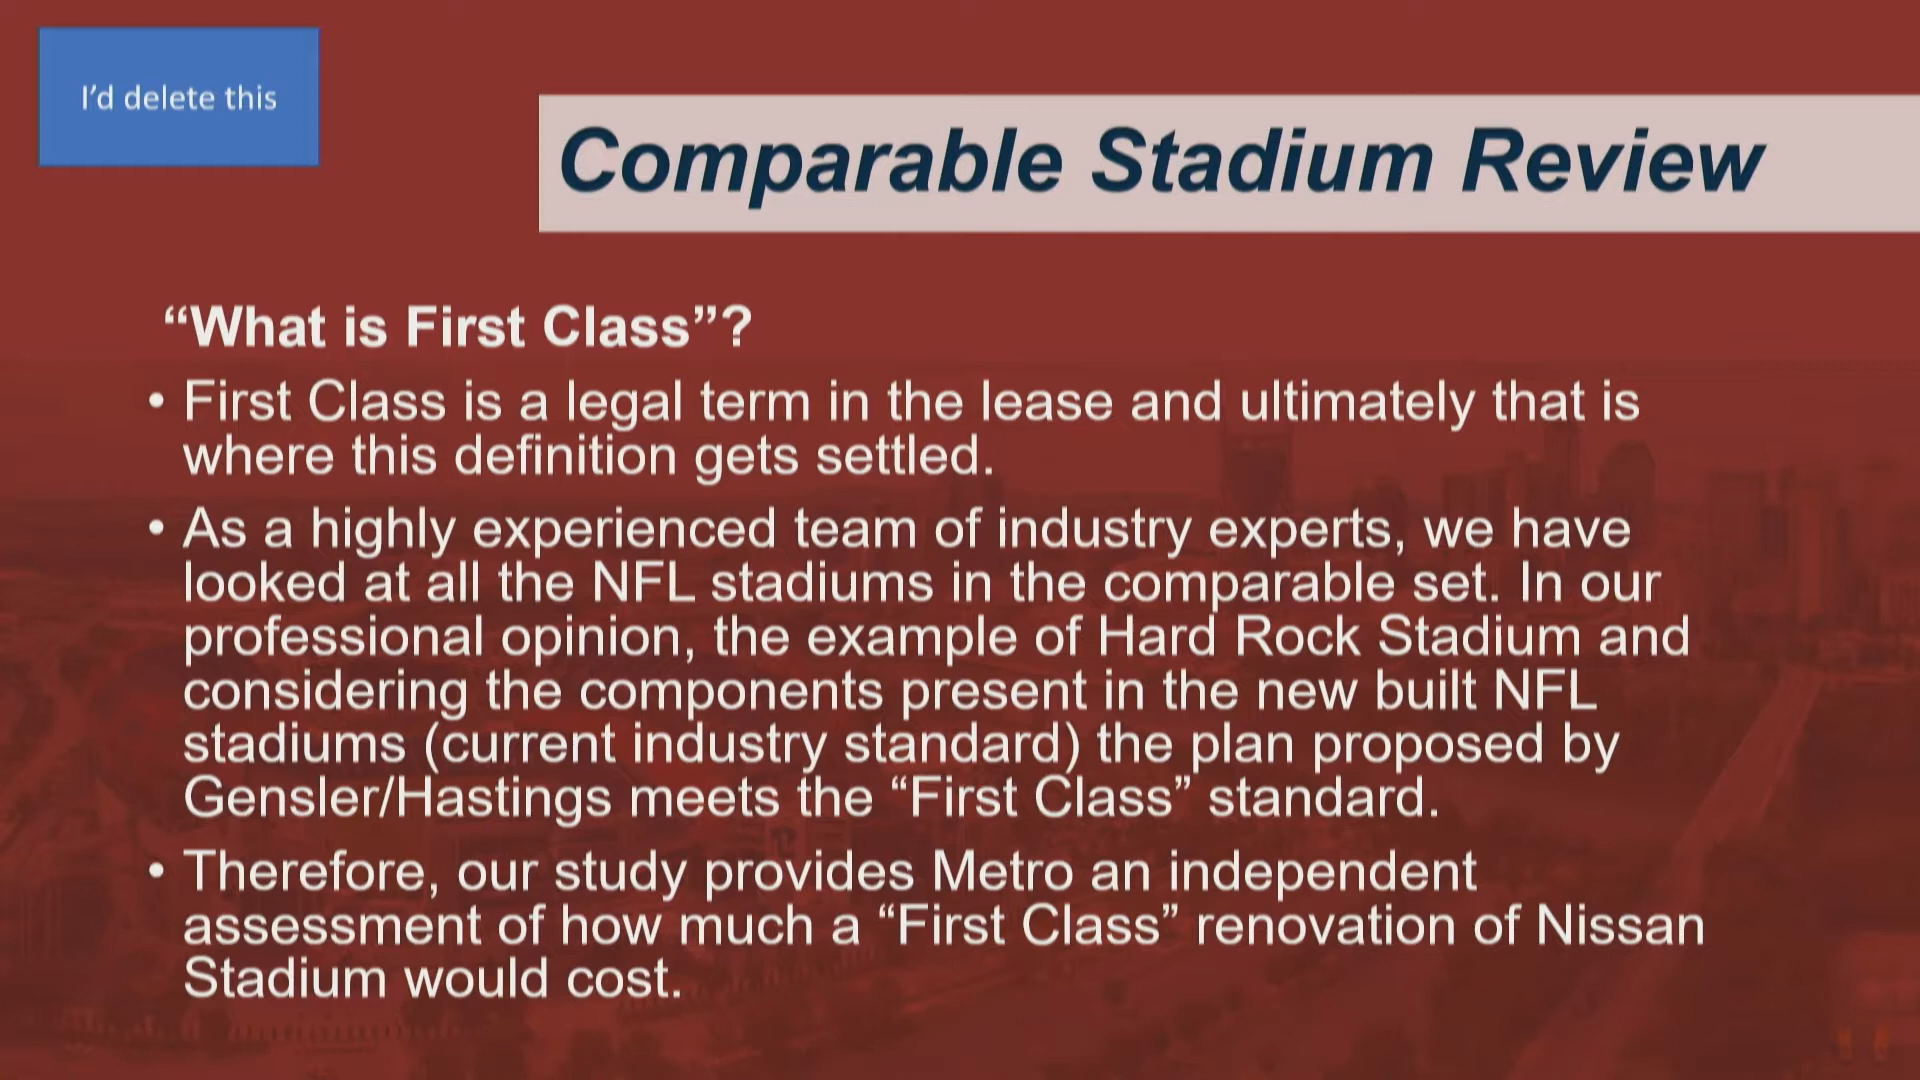 I’d delete this
Comparable Stadium Review
“What is First Class”?
• First Class is a legal term in the lease and ultimately that is
where this definition gets settled.
• As a highly experienced team of industry experts, we have
looked at all the NFL stadiums in the comparable set. In our
professional opinion, the example of Hard Rock Stadium and
considering the components present in the new built NFL
stadiums (current industry standard) the plan proposed by
Gensler/Hastings meets the “First Class” standard.
• Therefore, our study provides Metro an independent
assessment of how much a “First Class” renovation of Nissan
Stadium would cost.